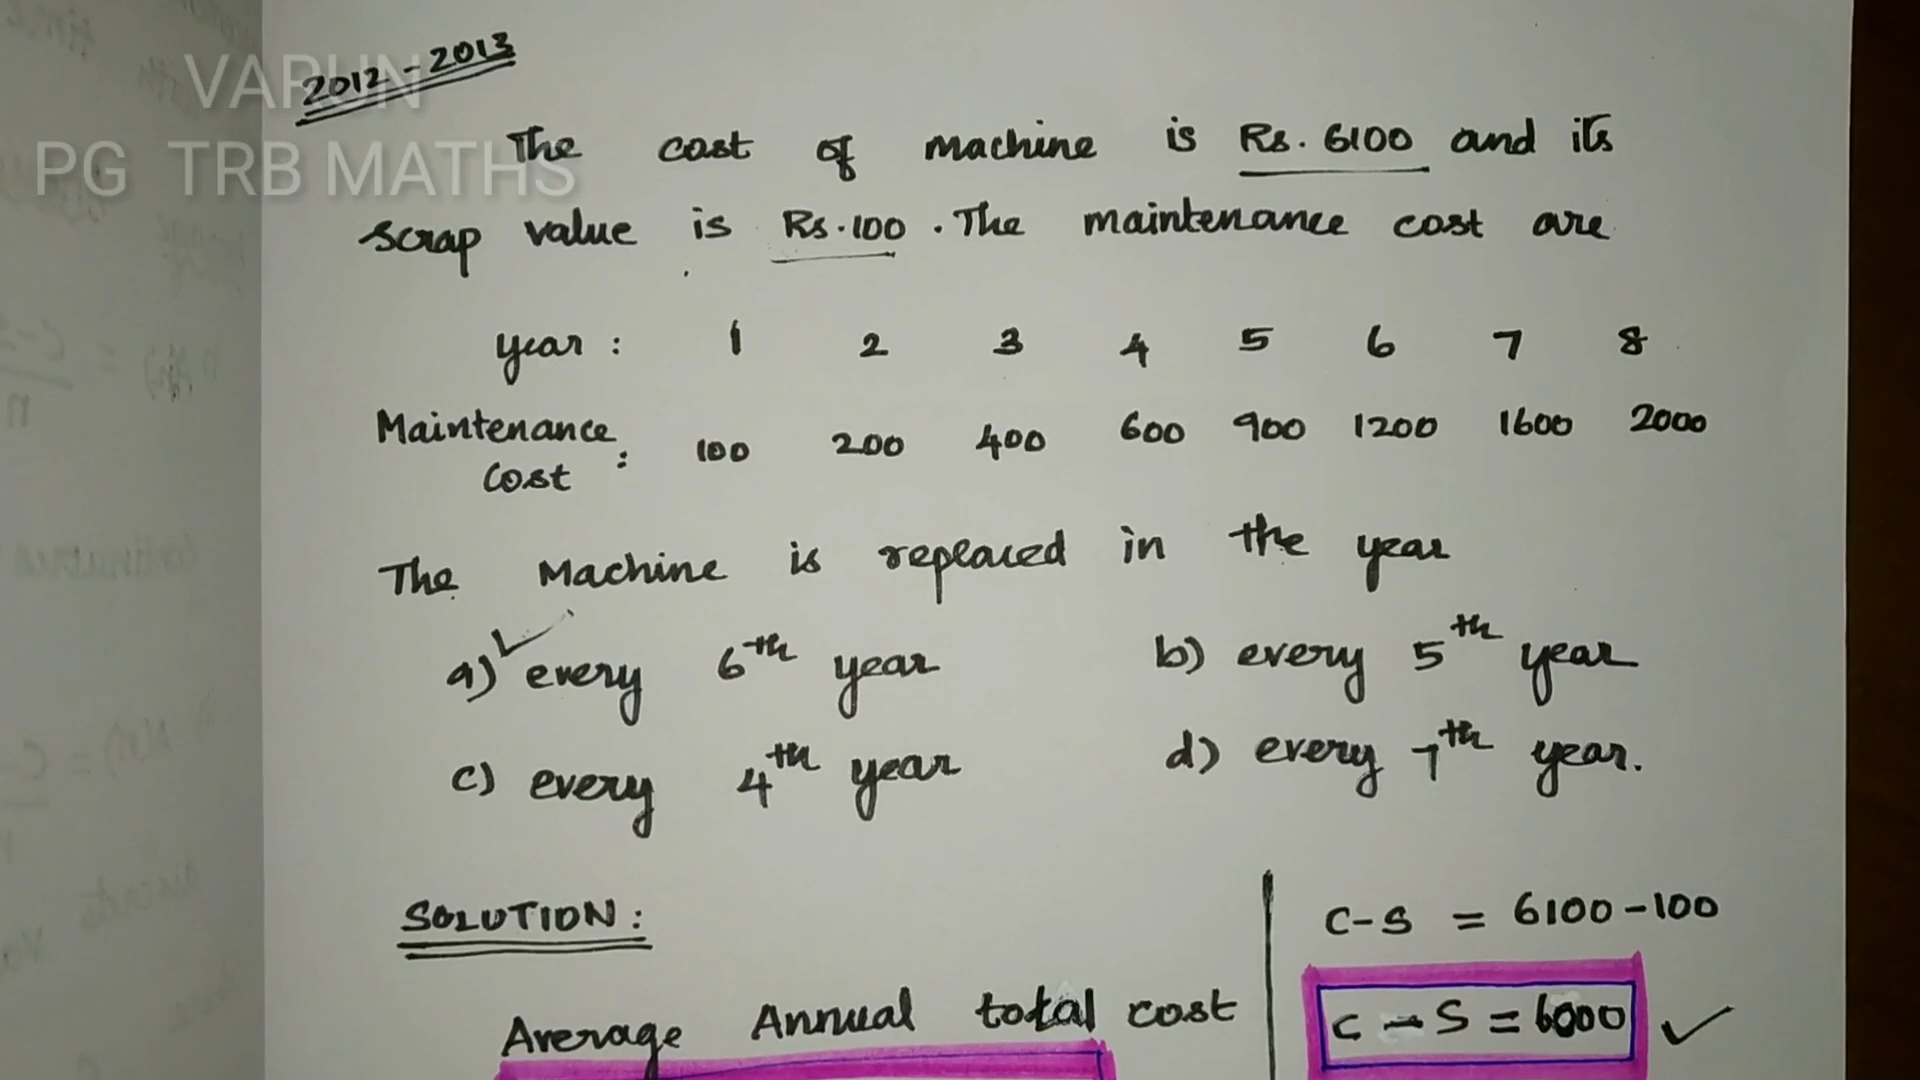 2012-2013
VARUN
PG TRB MATHS
The cost of machine is Rs. 6100 and its
scrap value is Rs.100. The maintenance cost are
year : 1 2 3 4 5 6 7 8
Maintenance
Cost : 100 200 400 600 900 1200 1600 2000
The Machine is replaced in the year
a) every 6th year b) every 5th year
c) every 4th year d) every 7th year.
SOLUTION:
C-S = 6100-100
Average Annual total cost
C-S = 6000